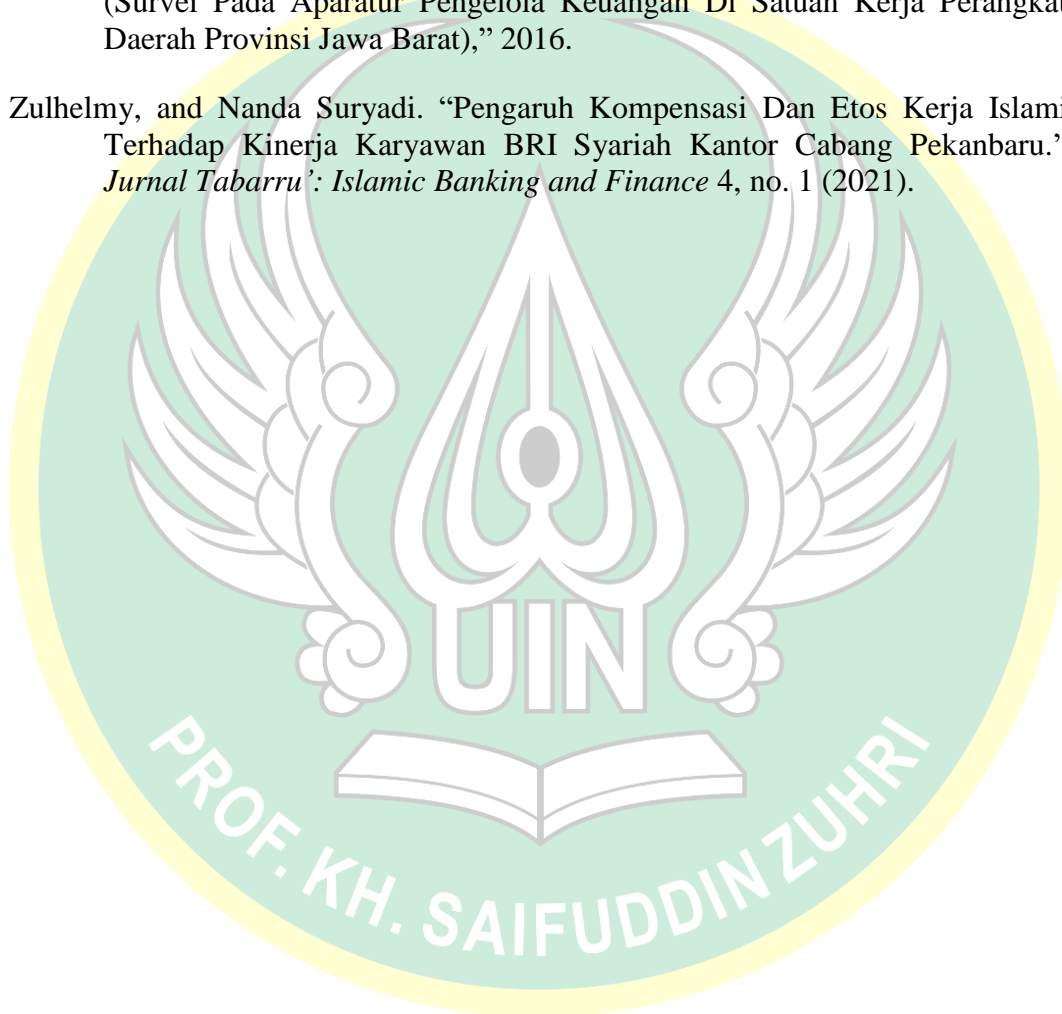 (Survei Pada Aparatur Pengelola Keuangan Di Satuan Kerja Perangkat
Daerah Provinsi Jawa Barat),” 2016.
Zulhelmy, and Nanda Suryadi. “Pengaruh Kompensasi Dan Etos Kerja Islami
Terhadap Kinerja Karyawan BRI Syariah Kantor Cabang Pekanbaru.”
Jurnal Tabarru’: Islamic Banking and Finance 4, no. 1 (2021).
UIN
PROF. KH. SAIFUDDIN ZUHRI